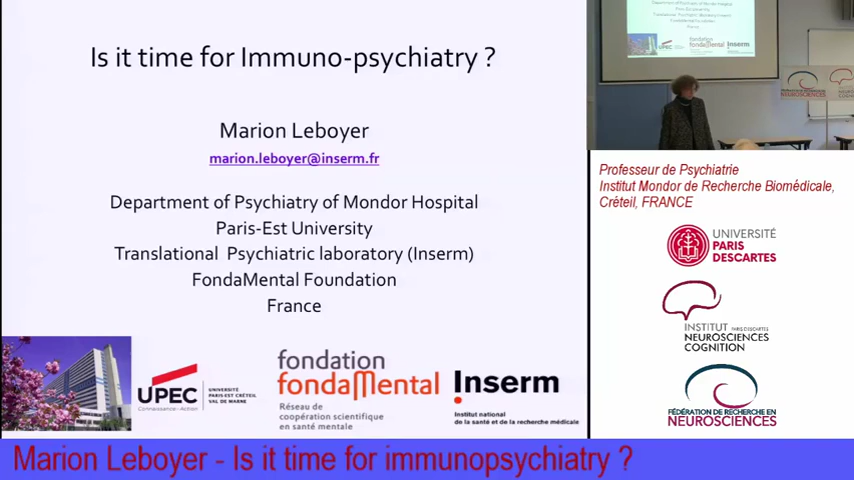 Is it time for Immuno-psychiatry ?
Marion Leboyer
marion.leboyer@inserm.fr
Department of Psychiatry of Mondor Hospital
Paris-Est University
Translational Psychiatric laboratory (Inserm)
FondaMental Foundation
France
UPEC
Connaissance - Action
UNIVERSITÉ
PARIS-EST CRÉTEIL
VAL DE MARNE
fondation
fondaMental
Réseau de
coopération scientifique
en santé mentale
Inserm
Institut national
de la santé et de la recherche médicale
Professeur de Psychiatrie
Institut Mondor de Recherche Biomédicale,
Créteil, FRANCE
UNIVERSITÉ
PARIS
DESCARTES
INSTITUT PARIS DESCARTES
NEUROSCIENCES
COGNITION
FÉDÉRATION DE RECHERCHE EN
NEUROSCIENCES
Marion Leboyer - Is it time for immunopsychiatry ?